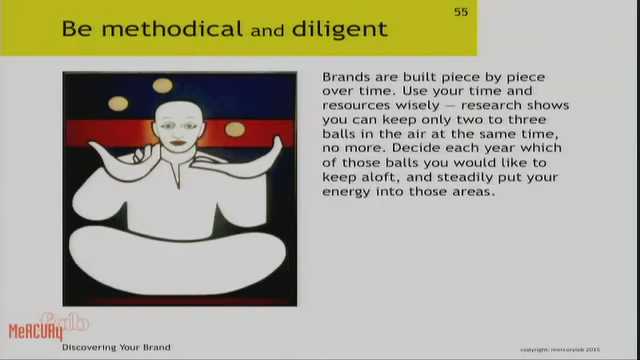 55
Be methodical and diligent
Brands are built piece by piece
over time. Use your time and
resources wisely — research shows
you can keep only two to three
balls in the air at the same time,
no more. Decide each year which
of those balls you would like to
keep aloft, and steadily put your
energy into those areas.
MeRCURy
lab
Discovering Your Brand
copyright: mercurylab 2015